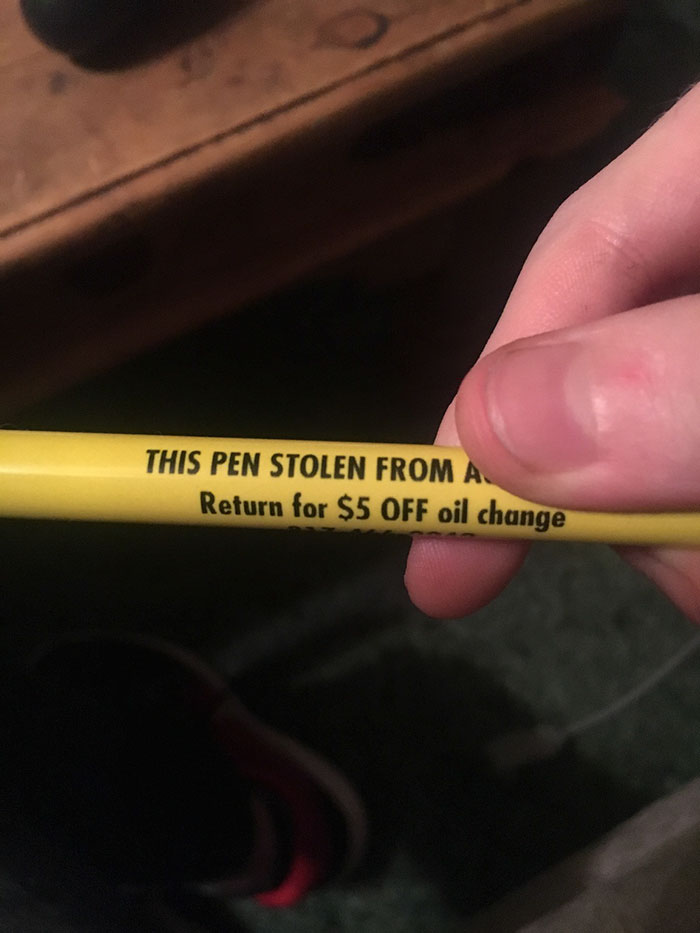 THIS PEN STOLEN FROM
Return for $5 OFF oil change